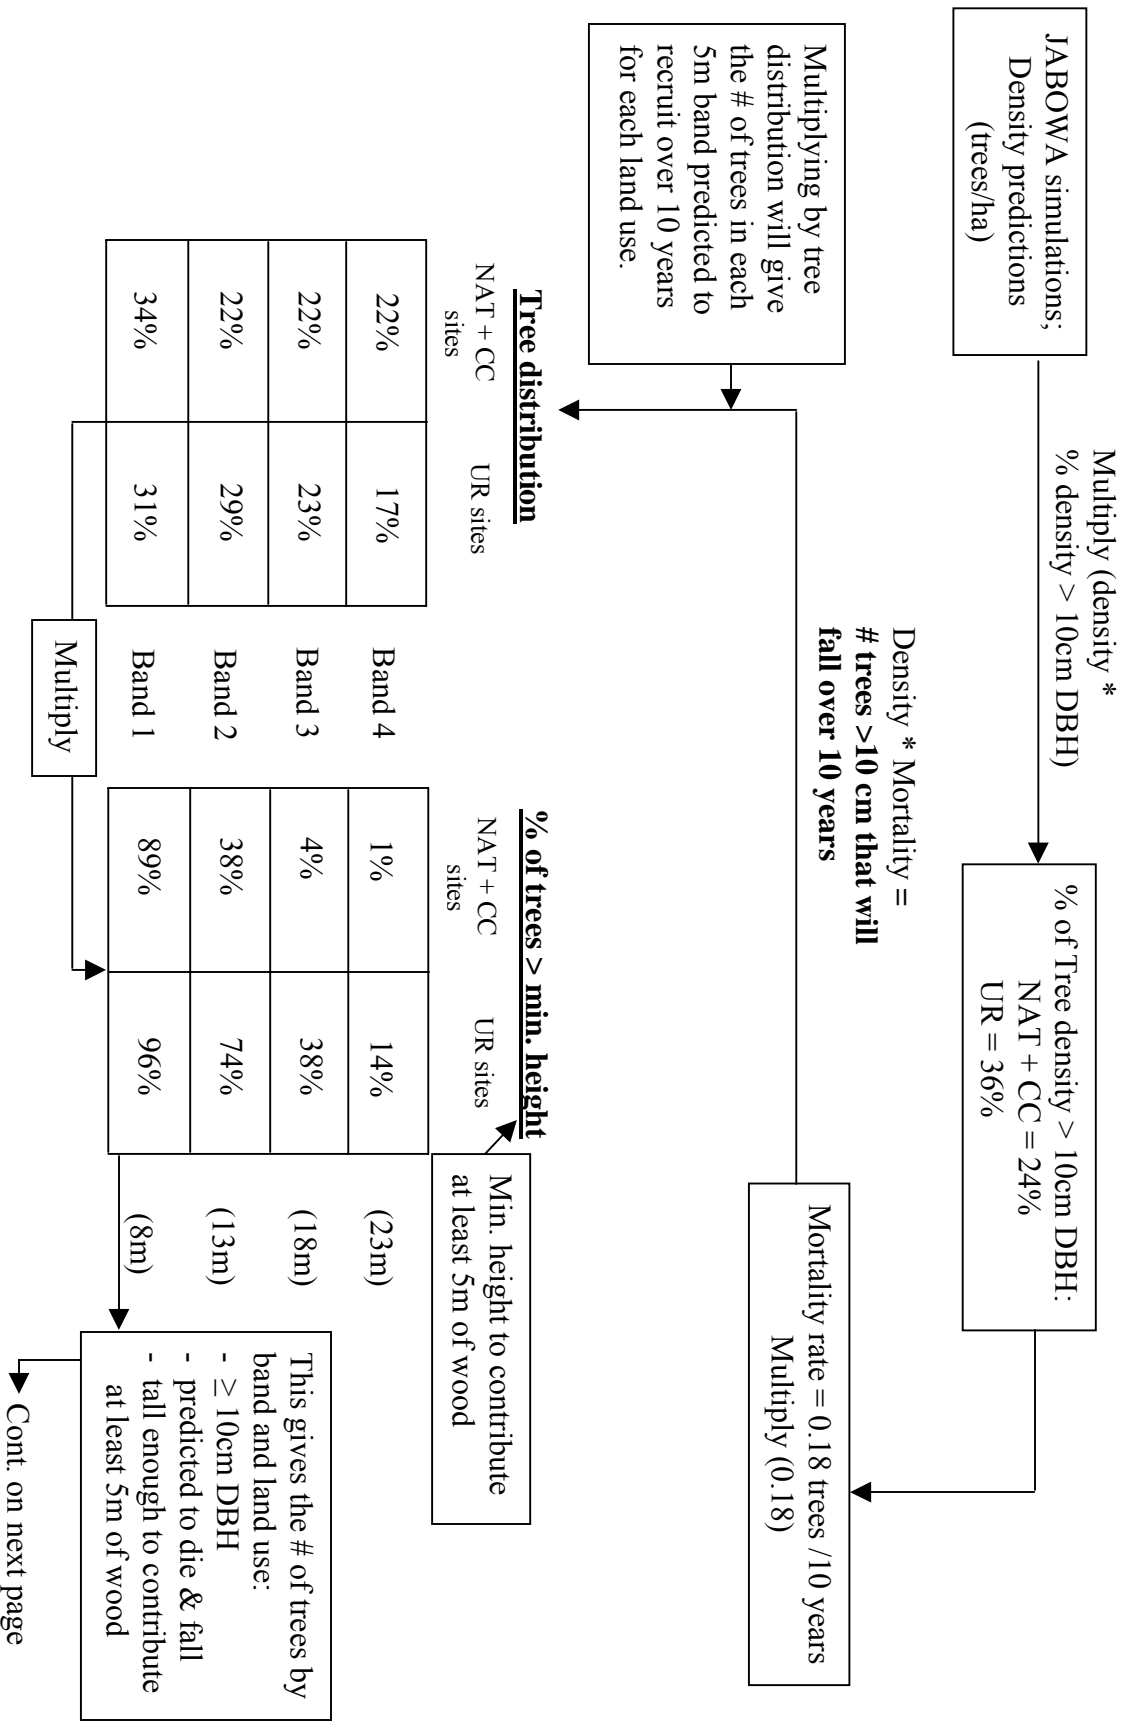 JABOWA simulations;
Density predictions
(trees/ha)
Multiply (density *
% density > 10cm DBH)
% of Tree density > 10cm DBH:
NAT + CC = 24%
UR = 36%
Mortality rate = 0.18 trees /10 years
Multiply (0.18)
Density * Mortality =
# trees >10 cm that will
fall over 10 years
Multiplying by tree
distribution will give
the # of trees in each
5m band predicted to
recruit over 10 years
for each land use.
Tree distribution
NAT + CC
sites
UR sites
% of trees > min. height
NAT + CC
sites
UR sites
Min. height to contribute
at least 5m of wood
22% 17% Band 4 1% 14% (23m)
22% 23% Band 3 4% 38% (18m)
22% 29% Band 2 38% 74% (13m)
34% 31% Band 1 89% 96% (8m)
Multiply
This gives the # of trees by
band and land use:
- ≥ 10cm DBH
- predicted to die & fall
- tall enough to contribute
at least 5m of wood
Cont. on next page